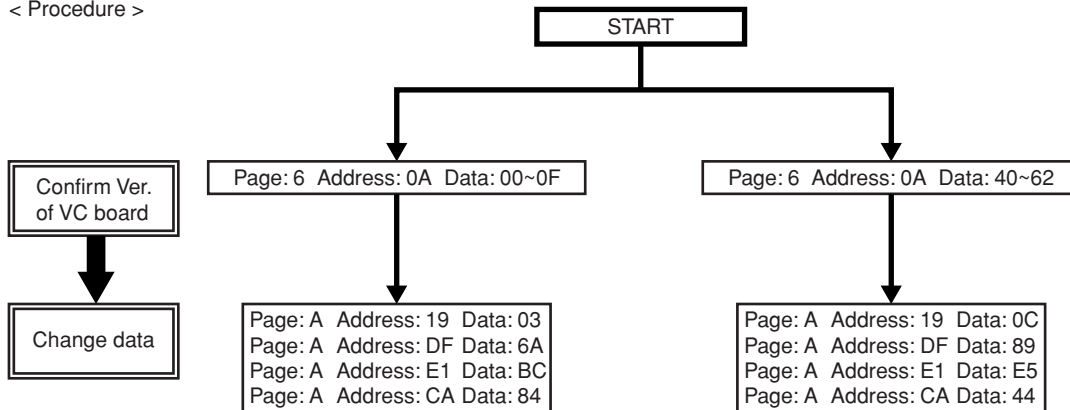 < Procedure >
START
Confirm Ver.
of VC board
Page: 6 Address: 0A Data: 00~0F
Page: 6 Address: 0A Data: 40~62
Change data
Page: A Address: 19 Data: 03
Page: A Address: DF Data: 6A
Page: A Address: E1 Data: BC
Page: A Address: CA Data: 84
Page: A Address: 19 Data: 0C
Page: A Address: DF Data: 89
Page: A Address: E1 Data: E5
Page: A Address: CA Data: 44